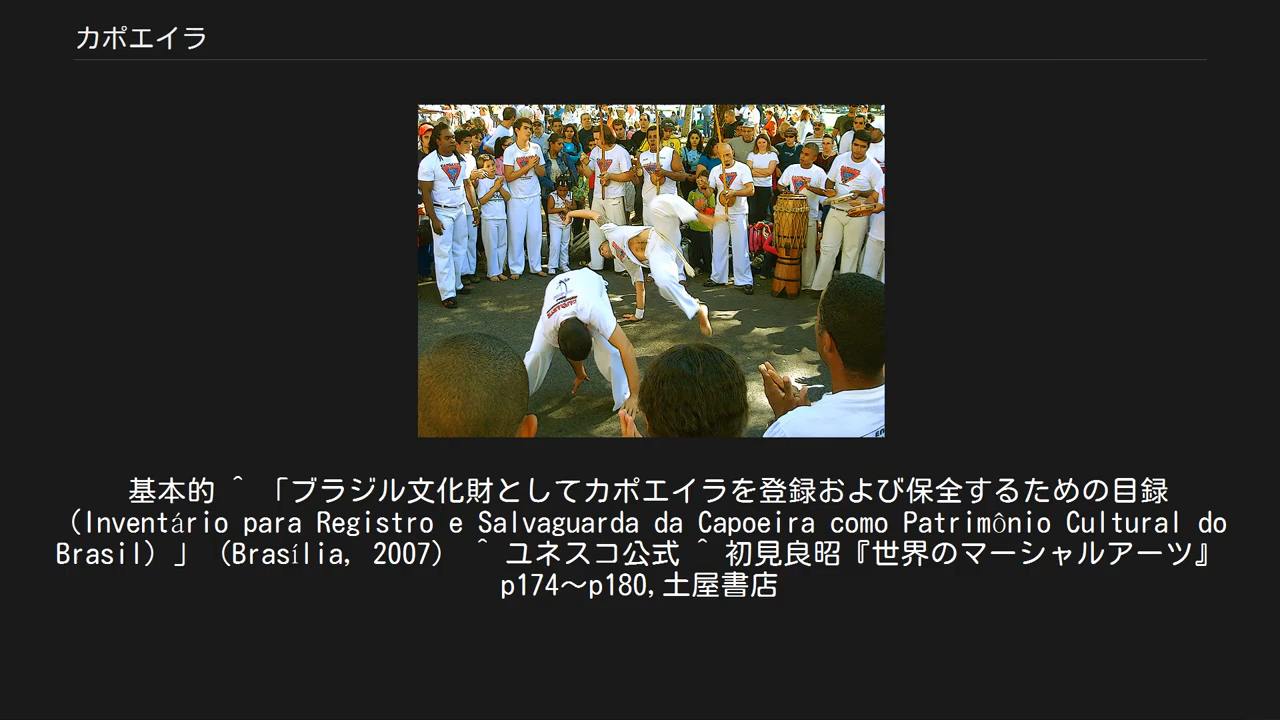 カポエイラ
基本的 ^ 「ブラジル文化財としてカポエイラを登録および保全するための目録
（Inventário para Registro e Salvaguarda da Capoeira como Patrimônio Cultural do
Brasil）」（Brasília, 2007） ^ ユネスコ公式 ^ 初見良昭『世界のマーシャルアーツ』
p174〜p180,土屋書店